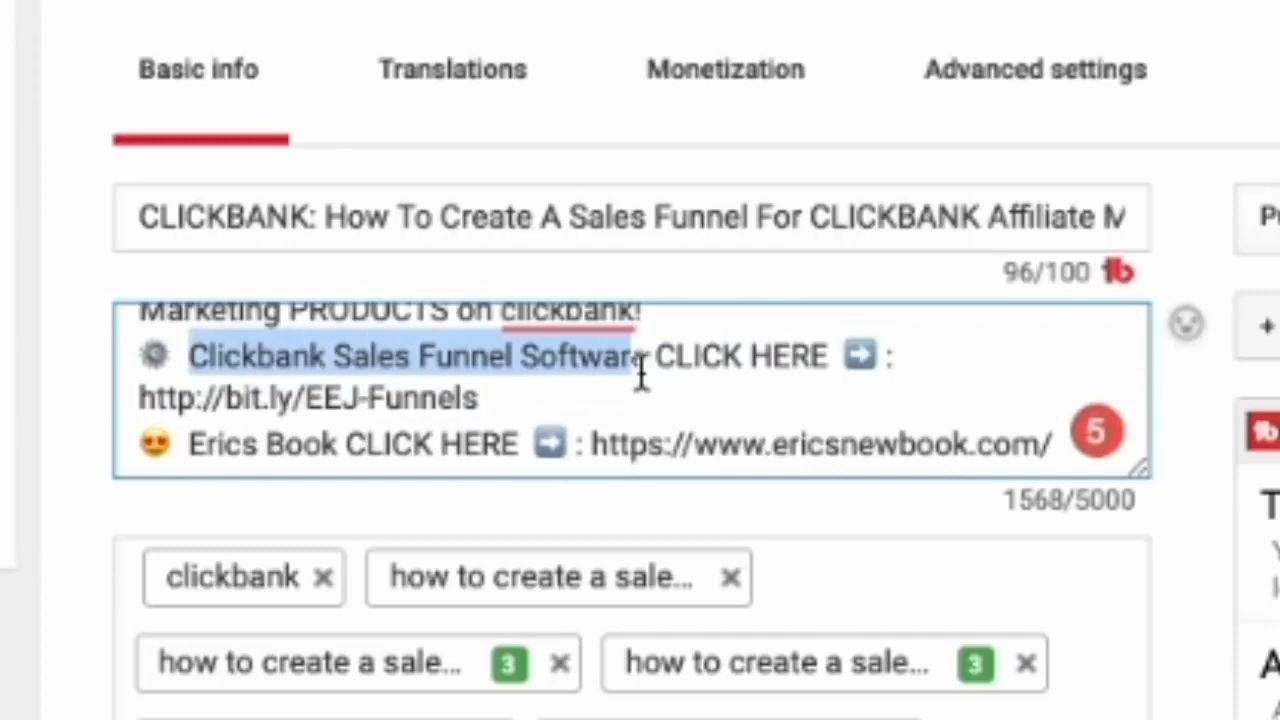 Basic info Translations Monetization Advanced settings
CLICKBANK: How To Create A Sales Funnel For CLICKBANK Affiliate M
96/100 tb
Marketing PRODUCTS on clickbank!
Clickbank Sales Funnel Software CLICK HERE ➡ :
http://bit.ly/EEJ-Funnels
Erics Book CLICK HERE ➡ : https://www.ericsnewbook.com/
5
1568/5000
clickbank × how to create a sale... ×
how to create a sale... 3 × how to create a sale... 3 ×